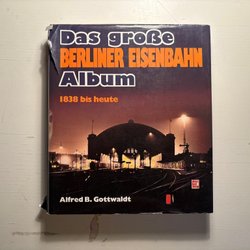 Das große
BERLINER EISENBAHN
Album
1838 bis heute
Alfred B. Gottwaldt